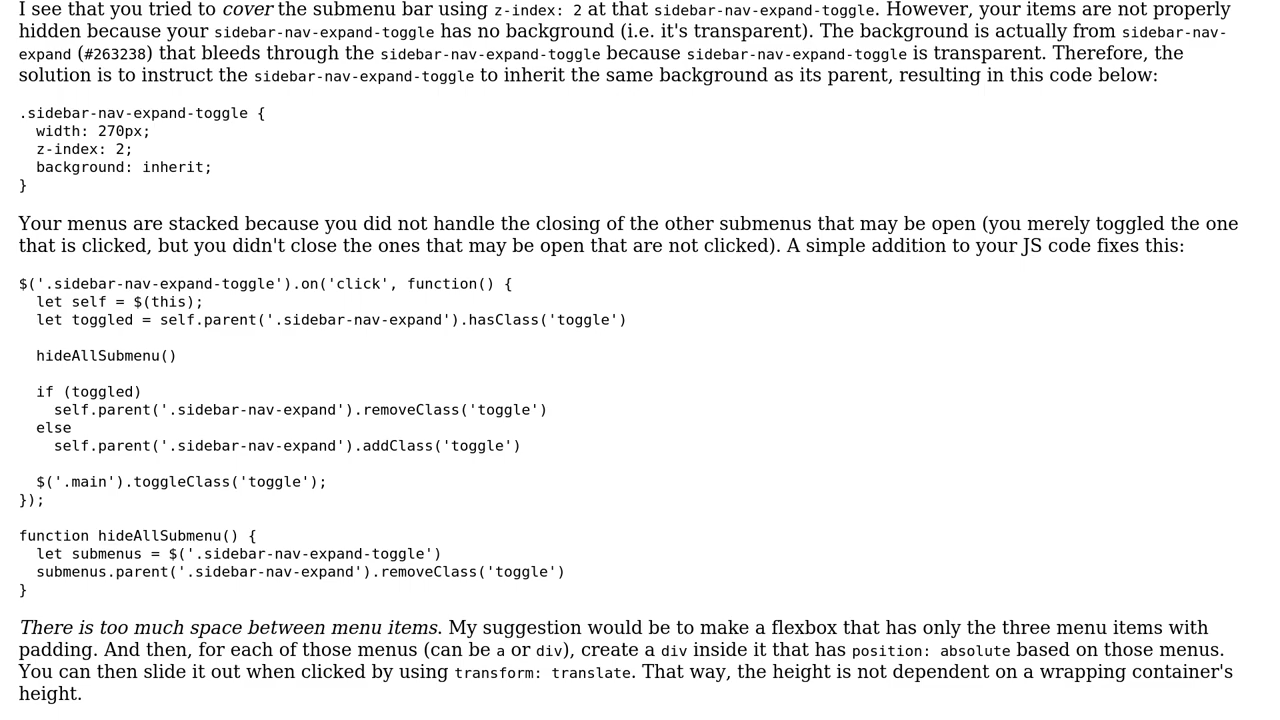 I see that you tried to cover the submenu bar using z-index: 2 at that sidebar-nav-expand-toggle. However, your items are not properly
hidden because your sidebar-nav-expand-toggle has no background (i.e. it's transparent). The background is actually from sidebar-nav-
expand (#263238) that bleeds through the sidebar-nav-expand-toggle because sidebar-nav-expand-toggle is transparent. Therefore, the
solution is to instruct the sidebar-nav-expand-toggle to inherit the same background as its parent, resulting in this code below:
.sidebar-nav-expand-toggle {
  width: 270px;
  z-index: 2;
  background: inherit;
}
Your menus are stacked because you did not handle the closing of the other submenus that may be open (you merely toggled the one
that is clicked, but you didn't close the ones that may be open that are not clicked). A simple addition to your JS code fixes this:
$('.sidebar-nav-expand-toggle').on('click', function() {
  let self = $(this);
  let toggled = self.parent('.sidebar-nav-expand').hasClass('toggle')
  hideAllSubmenu()
  if (toggled)
    self.parent('.sidebar-nav-expand').removeClass('toggle')
  else
    self.parent('.sidebar-nav-expand').addClass('toggle')
  $('.main').toggleClass('toggle');
});
function hideAllSubmenu() {
  let submenus = $('.sidebar-nav-expand-toggle')
  submenus.parent('.sidebar-nav-expand').removeClass('toggle')
}
There is too much space between menu items. My suggestion would be to make a flexbox that has only the three menu items with
padding. And then, for each of those menus (can be a or div), create a div inside it that has position: absolute based on those menus.
You can then slide it out when clicked by using transform: translate. That way, the height is not dependent on a wrapping container's
height.